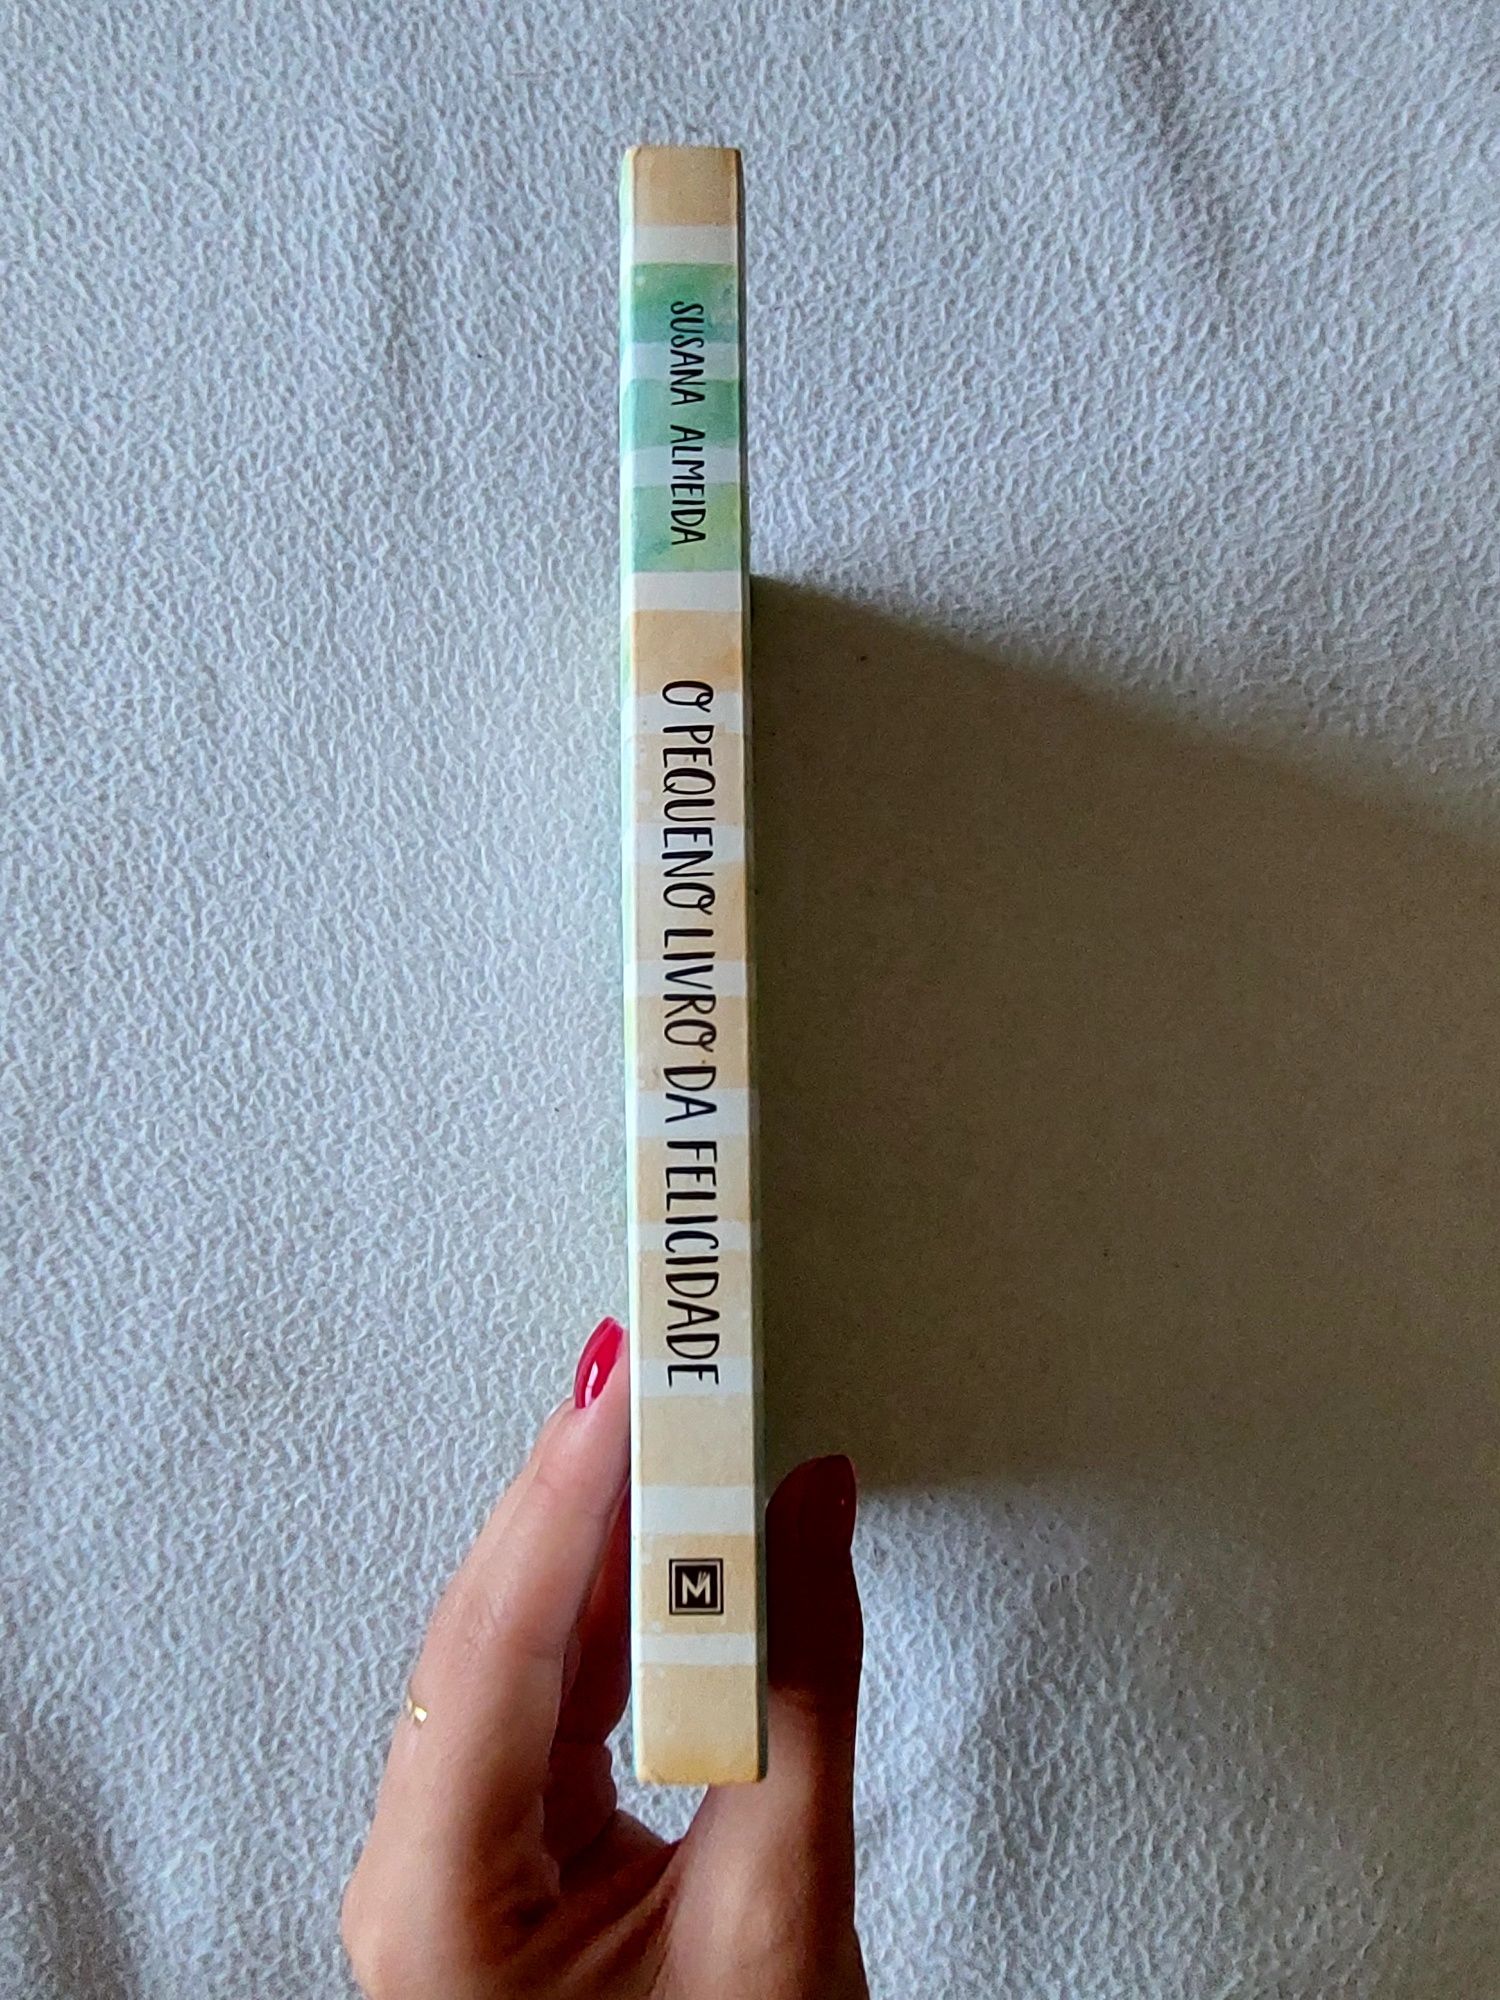 SUSANA ALMEIDA
O PEQUENO LIVRO DA FELICIDADE
M